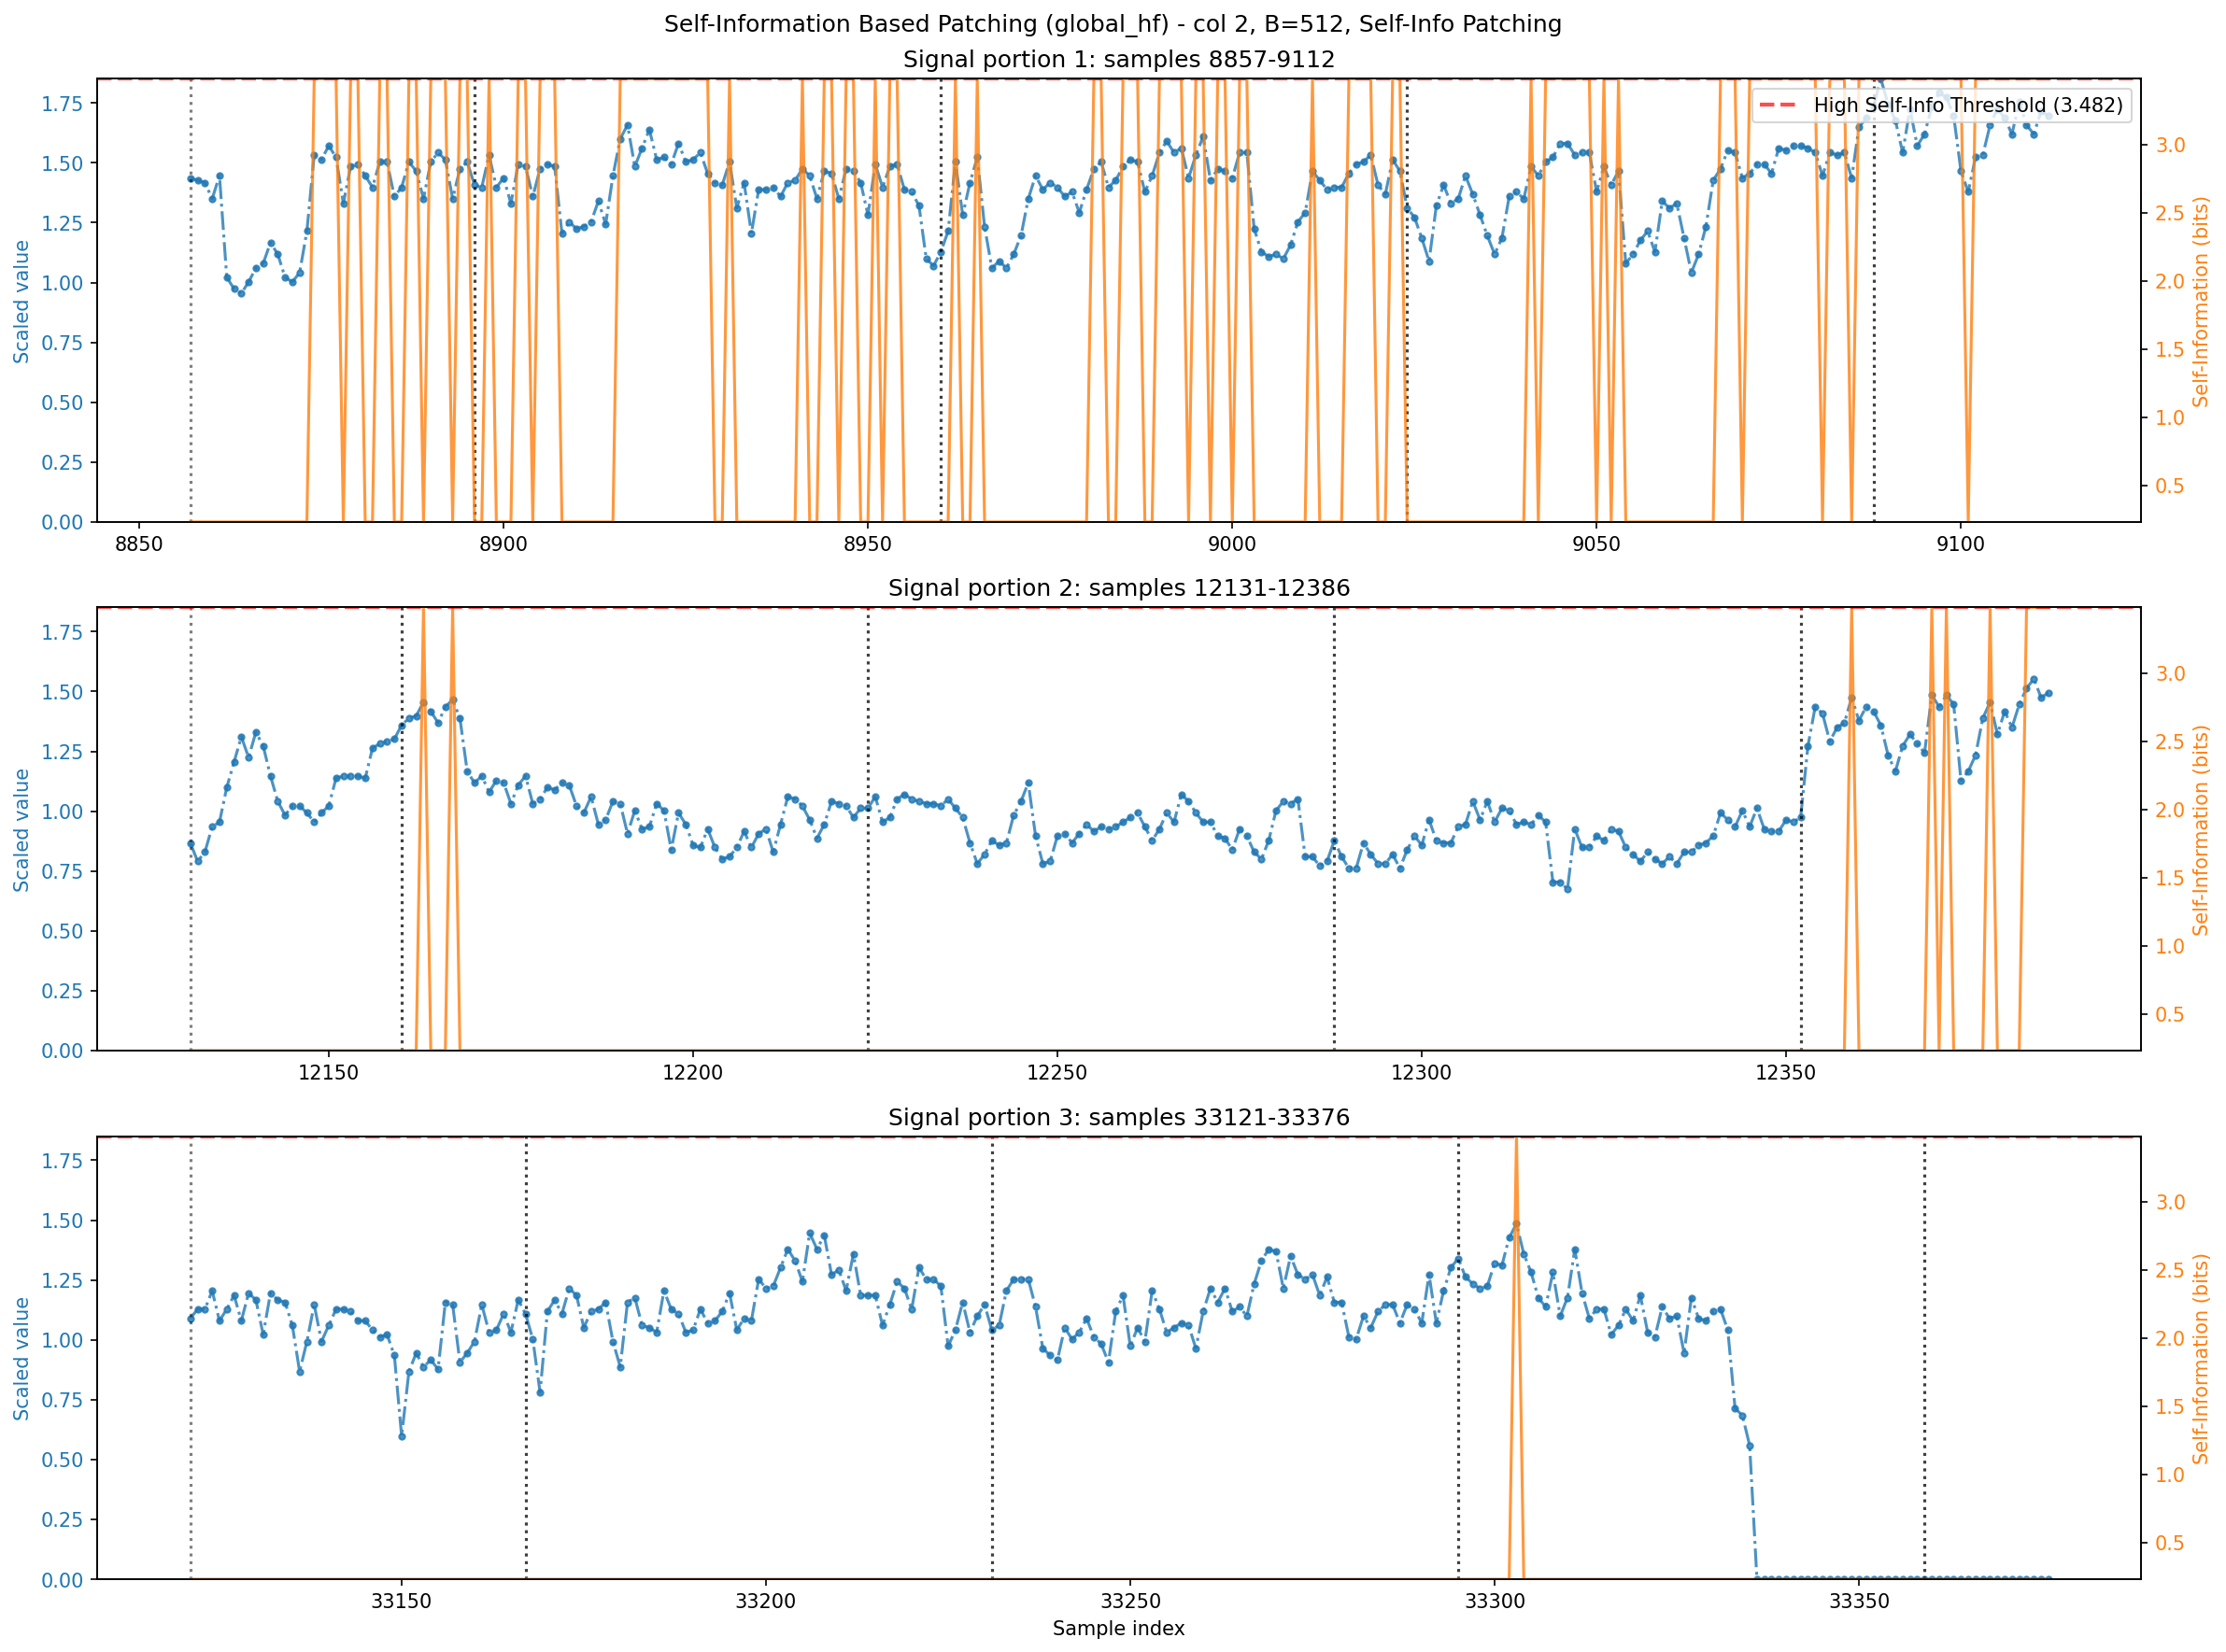 Self-Information Based Patching (global_hf) - col 2, B=512, Self-Info Patching
Signal portion 1: samples 8857-9112
High Self-Info Threshold (3.482)
1.75
1.50
1.25
1.00
0.75
0.50
0.25
0.00
Scaled value
3.0
2.5
2.0
1.5
1.0
0.5
Self-Information (bits)
8850 8900 8950 9000 9050 9100
Signal portion 2: samples 12131-12386
1.75
1.50
1.25
1.00
0.75
0.50
0.25
0.00
Scaled value
3.0
2.5
2.0
1.5
1.0
0.5
Self-Information (bits)
12150 12200 12250 12300 12350
Signal portion 3: samples 33121-33376
1.75
1.50
1.25
1.00
0.75
0.50
0.25
0.00
Scaled value
3.0
2.5
2.0
1.5
1.0
0.5
Self-Information (bits)
33150 33200 33250 33300 33350
Sample index